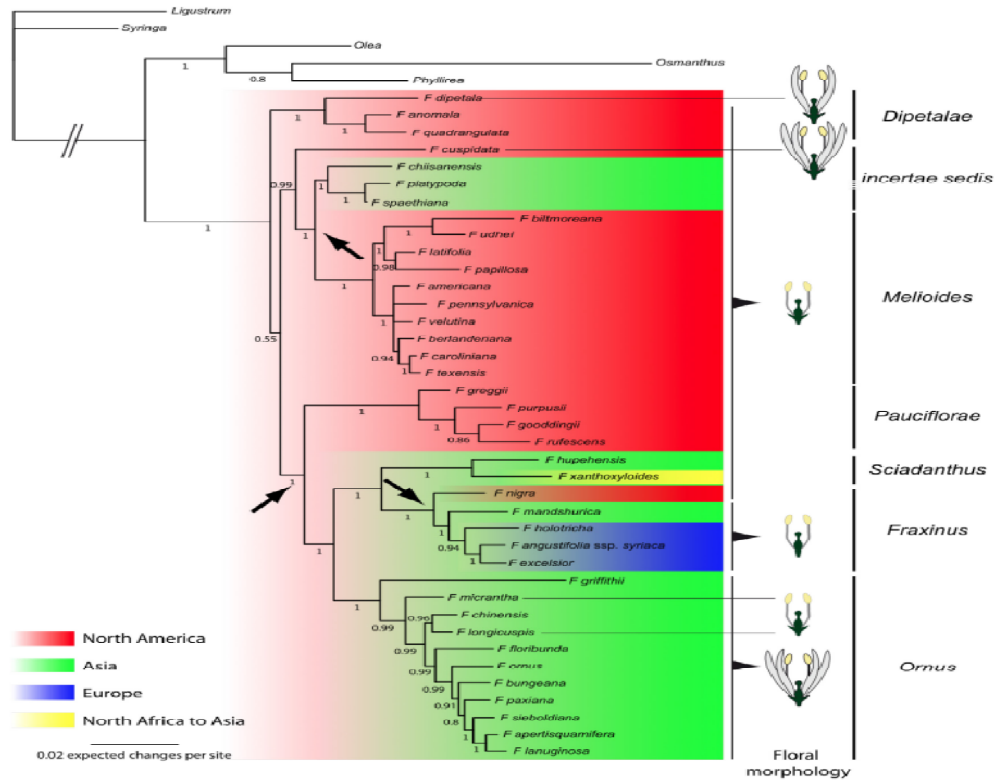 Ligustrum
Syringa
Olea
1
Osmanthus
0.8
Phyllirea
F dipetala
1
F anomala
Dipetalae
1
F quadrangulata
F cuspidata
F chiisanensis
0.99
1
F platypoda
incertae sedis
1
F spaethiana
F biltmoreana
1
1
1
F uhdei
1
F latifolia
0.98
F papillosa
1
F americana
F pennsylvanica
Melioides
1
F velutina
0.55
F berlanderiana
0.94
F caroliniana
1
F texensis
F greggii
1
F purpusii
Pauciflorae
1
F gooddingii
0.86
F rufescens
F hupehensis
1
Sciadanthus
F xanthoxyloides
1
1
F nigra
1
F mandshurica
F holotricha
Fraxinus
0.94
F angustifolia ssp. syriaca
1
1
F excelsior
F griffithii
1
F micrantha
0.96
F chinensis
0.99
F longicuspis
North America
0.99
F floribunda
Asia
0.99
F ornus
Ornus
F bungeana
Europe
0.91
F paxiana
North Africa to Asia
0.8
F sieboldiana
F apertisquamifera
1
F lanuginosa
0.02 expected changes per site
Floral
morphology